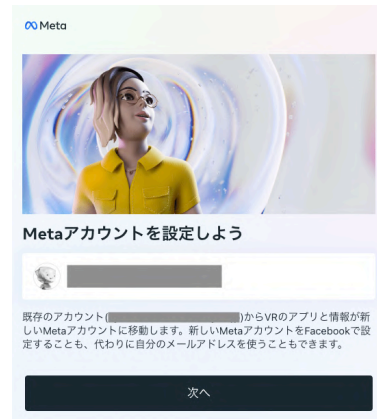 Meta
Metaアカウントを設定しよう
既存のアカウント( )からVRのアプリと情報が新
しいMetaアカウントに移動します。新しいMetaアカウントをFacebookで設
定することも、代わりに自分のメールアドレスを使うこともできます。
次へ